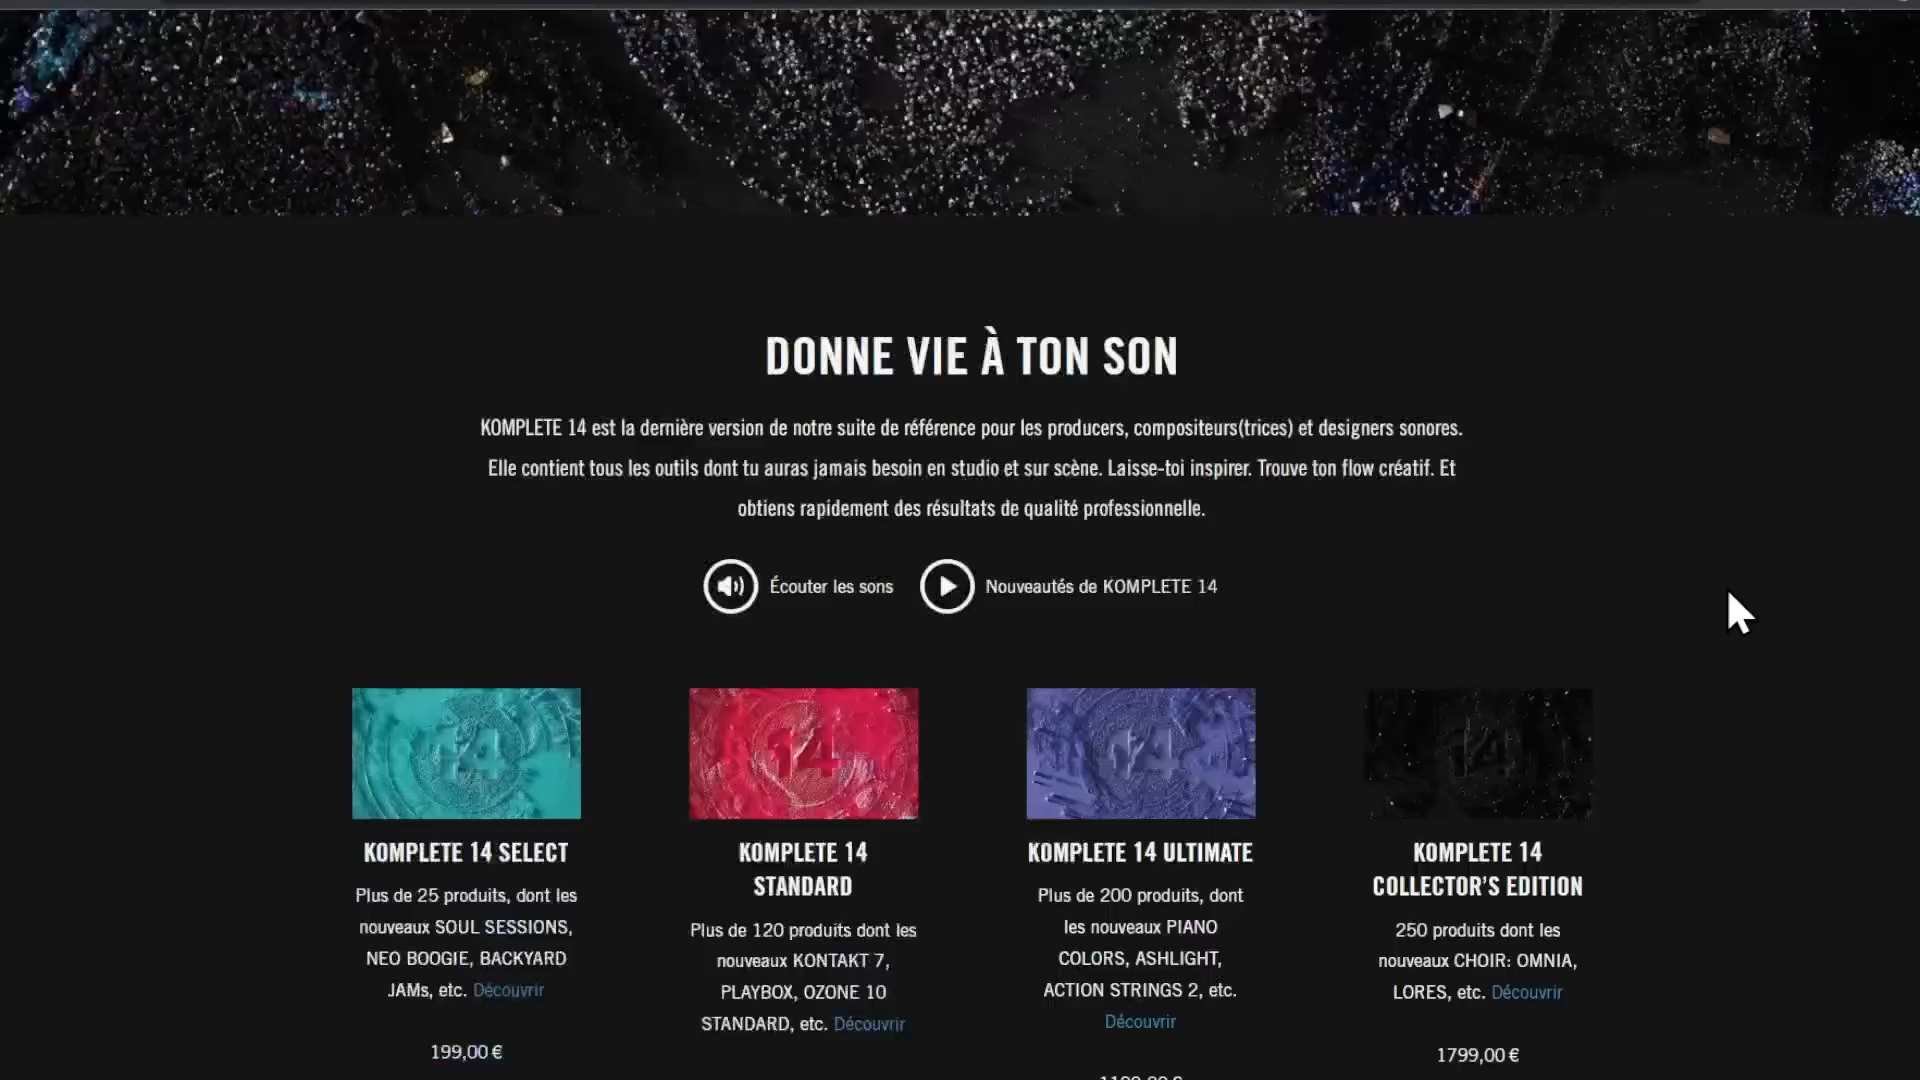 DONNE VIE À TON SON
KOMPLETE 14 est la dernière version de notre suite de référence pour les producers, compositeurs(trices) et designers sonores.
Elle contient tous les outils dont tu auras jamais besoin en studio et sur scène. Laisse-toi inspirer. Trouve ton flow créatif. Et
obtiens rapidement des résultats de qualité professionnelle.
Écouter les sons
Nouveautés de KOMPLETE 14
14
14
14
14
KOMPLETE 14 SELECT
Plus de 25 produits, dont les
nouveaux SOUL SESSIONS,
NEO BOOGIE, BACKYARD
JAMs, etc. Découvrir
199,00 €
KOMPLETE 14
STANDARD
Plus de 120 produits dont les
nouveaux KONTAKT 7,
PLAYBOX, OZONE 10
STANDARD, etc. Découvrir
KOMPLETE 14 ULTIMATE
Plus de 200 produits, dont
les nouveaux PIANO
COLORS, ASHLIGHT,
ACTION STRINGS 2, etc.
Découvrir
KOMPLETE 14
COLLECTOR'S EDITION
250 produits dont les
nouveaux CHOIR: OMNIA,
LORES, etc. Découvrir
1799,00 €